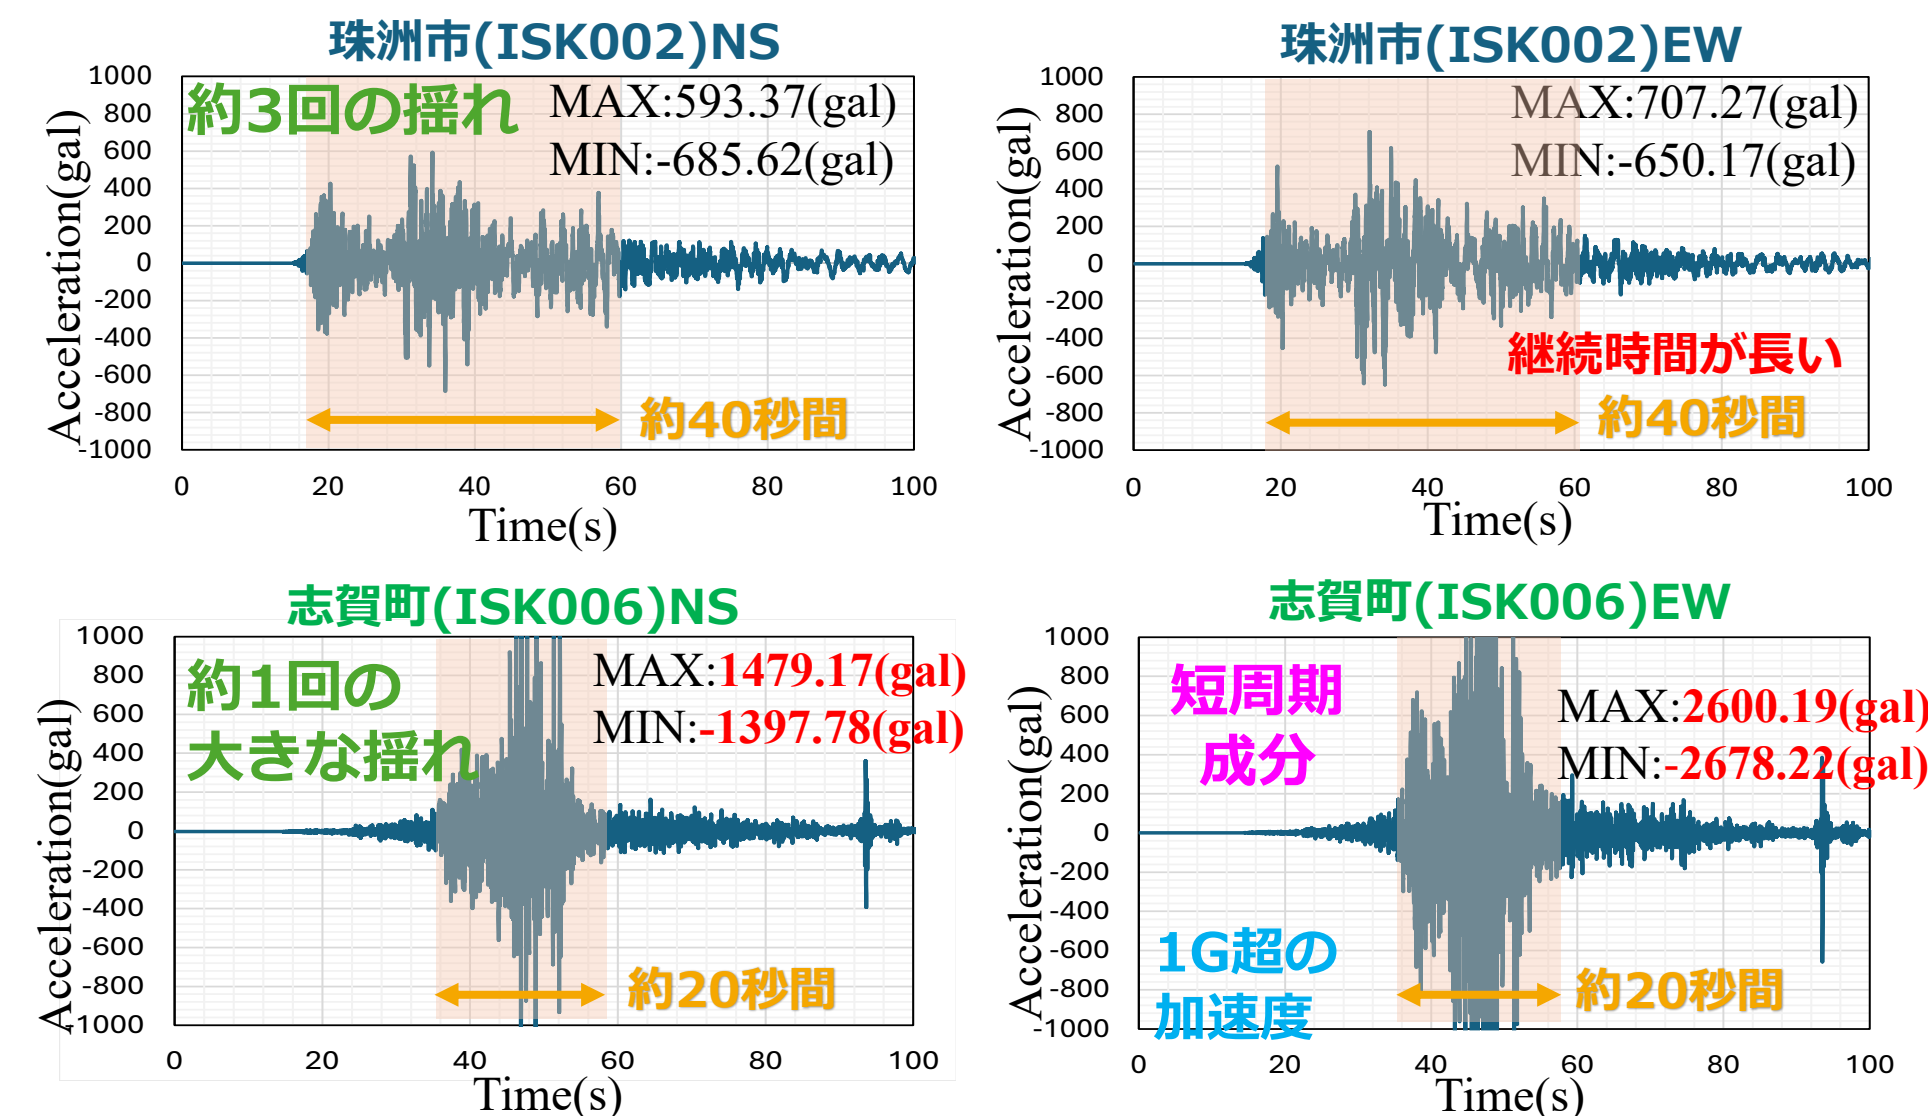 珠洲市(ISK002)NS
約3回の揺れ
MAX:593.37(gal)
MIN:-685.62(gal)
Acceleration(gal)
1000
800
600
400
200
0
-200
-400
-600
-800
-1000
約40秒間
0 20 40 60 80 100
Time(s)
珠洲市(ISK002)EW
MAX:707.27(gal)
MIN:-650.17(gal)
Acceleration(gal)
1000
800
600
400
200
0
-200
-400
-600
-800
-1000
継続時間が長い
約40秒間
0 20 40 60 80 100
Time(s)
志賀町(ISK006)NS
約1回の
大きな揺れ
MAX:1479.17(gal)
MIN:-1397.78(gal)
Acceleration(gal)
1000
800
600
400
200
0
-200
-400
-600
-800
-1000
約20秒間
0 20 40 60 80 100
Time(s)
志賀町(ISK006)EW
短周期
成分
MAX:2600.19(gal)
MIN:-2678.22(gal)
Acceleration(gal)
1000
800
600
400
200
0
-200
-400
-600
-800
-1000
1G超の
加速度
約20秒間
0 20 40 60 80 100
Time(s)